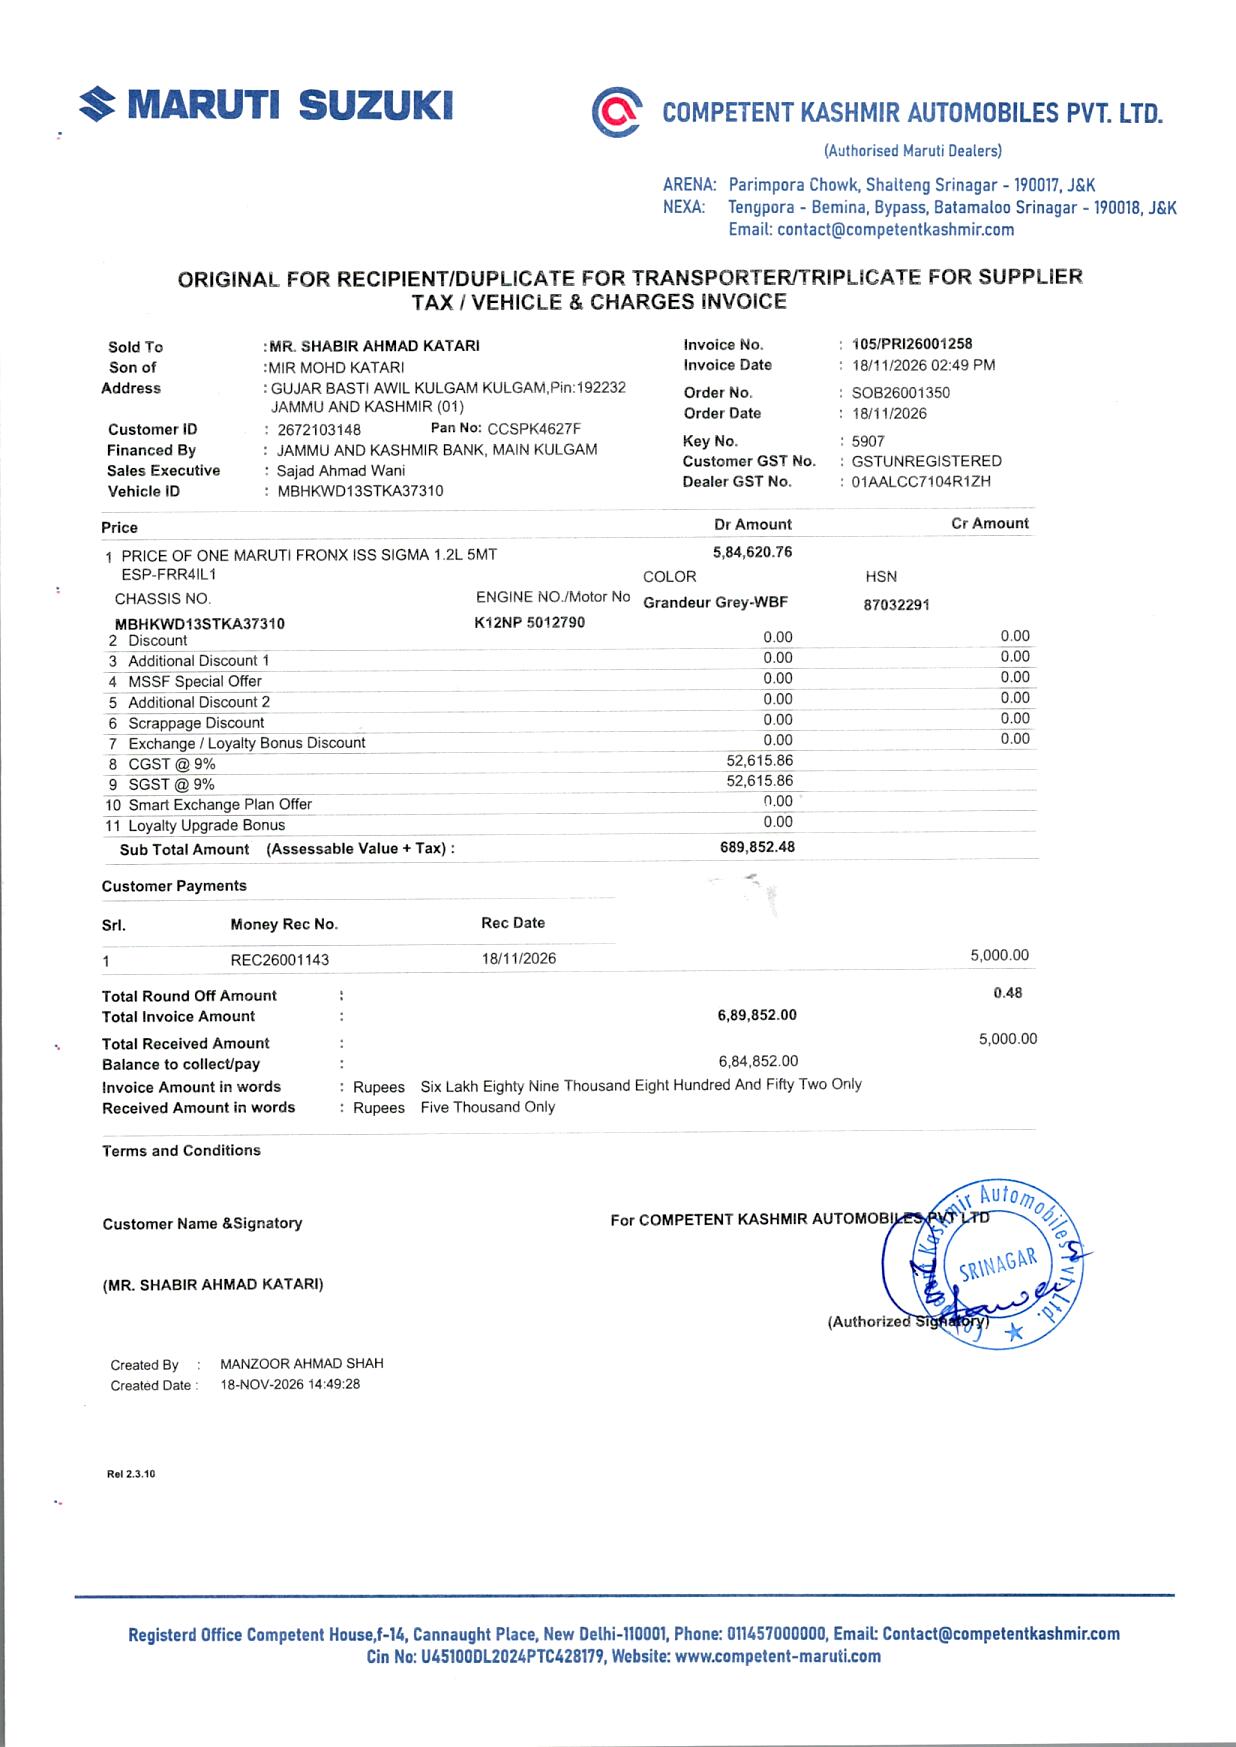 MARUTI SUZUKI
COMPETENT KASHMIR AUTOMOBILES PVT. LTD.
(Authorised Maruti Dealers)
ARENA: Parimpora Chowk, Shalteng Srinagar - 190017, J&K
NEXA: Tengpora - Bemina, Bypass, Batamaloo Srinagar - 190018, J&K
Email: contact@competentkashmir.com
ORIGINAL FOR RECIPIENT/DUPLICATE FOR TRANSPORTER/TRIPLICATE FOR SUPPLIER
TAX / VEHICLE & CHARGES INVOICE
Sold To :MR. SHABIR AHMAD KATARI
Son of :MIR MOHD KATARI
Address : GUJAR BASTI AWIL KULGAM KULGAM,Pin:192232
JAMMU AND KASHMIR (01)
Customer ID : 2672103148 Pan No: CCSPK4627F
Financed By : JAMMU AND KASHMIR BANK, MAIN KULGAM
Sales Executive : Sajad Ahmad Wani
Vehicle ID : MBHKWD13STKA37310
Invoice No. : 105/PRI26001258
Invoice Date : 18/11/2026 02:49 PM
Order No. : SOB26001350
Order Date : 18/11/2026
Key No. : 5907
Customer GST No. : GSTUNREGISTERED
Dealer GST No. : 01AALCC7104R1ZH
Price Dr Amount Cr Amount
1 PRICE OF ONE MARUTI FRONX ISS SIGMA 1.2L 5MT 5,84,620.76
ESP-FRR4IL1
COLOR HSN
CHASSIS NO. ENGINE NO./Motor No Grandeur Grey-WBF 87032291
MBHKWD13STKA37310 K12NP 5012790
2 Discount 0.00 0.00
3 Additional Discount 1 0.00 0.00
4 MSSF Special Offer 0.00 0.00
5 Additional Discount 2 0.00 0.00
6 Scrappage Discount 0.00 0.00
7 Exchange / Loyalty Bonus Discount 0.00 0.00
8 CGST @ 9% 52,615.86
9 SGST @ 9% 52,615.86
10 Smart Exchange Plan Offer 0.00
11 Loyalty Upgrade Bonus 0.00
Sub Total Amount (Assessable Value + Tax) : 689,852.48
Customer Payments
Srl. Money Rec No. Rec Date
1 REC26001143 18/11/2026 5,000.00
Total Round Off Amount : 0.48
Total Invoice Amount : 6,89,852.00
Total Received Amount : 5,000.00
Balance to collect/pay : 6,84,852.00
Invoice Amount in words : Rupees Six Lakh Eighty Nine Thousand Eight Hundred And Fifty Two Only
Received Amount in words : Rupees Five Thousand Only
Terms and Conditions
Customer Name &Signatory
For COMPETENT KASHMIR AUTOMOBILES PVT LTD
Competent Kashmir Automobiles Pvt. Ltd.
SRINAGAR
(MR. SHABIR AHMAD KATARI)
(Authorized Signatory)
Created By : MANZOOR AHMAD SHAH
Created Date : 18-NOV-2026 14:49:28
Rel 2.3.10
Registerd Office Competent House,f-14, Cannaught Place, New Delhi-110001, Phone: 011457000000, Email: Contact@competentkashmir.com
Cin No: U45100DL2024PTC428179, Website: www.competent-maruti.com